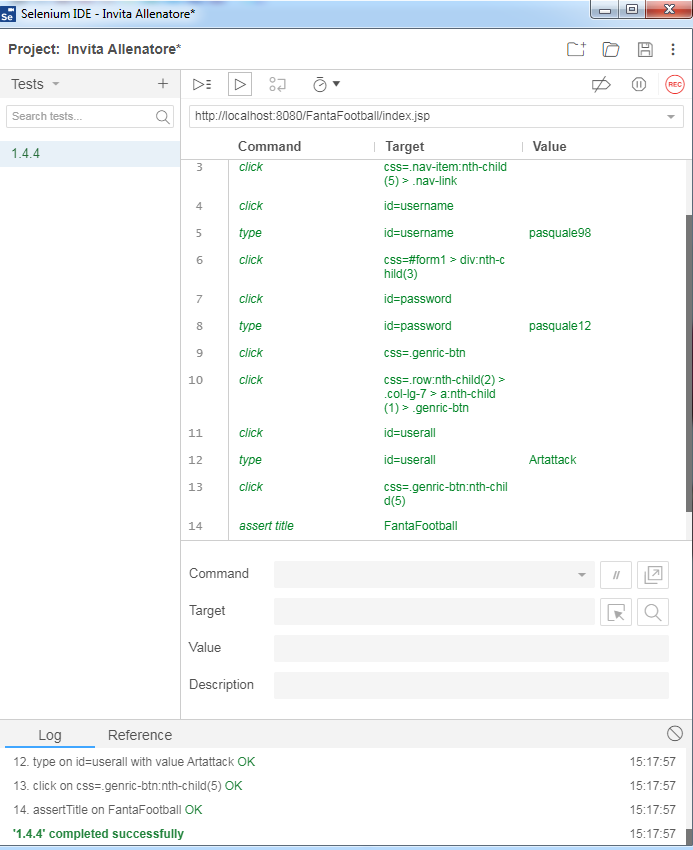 Selenium IDE - Invita Allenatore*
Project: Invita Allenatore*
Tests
REC
Search tests...
http://localhost:8080/FantaFootball/index.jsp
1.4.4
Command Target Value
3 click css=.nav-item:nth-child
(5) > .nav-link
4 click id=username
5 type id=username pasquale98
6 click css=#form1 > div:nth-c
hild(3)
7 click id=password
8 type id=password pasquale12
9 click css=.genric-btn
10 click css=.row:nth-child(2) >
.col-lg-7 > a:nth-child
(1) > .genric-btn
11 click id=userall
12 type id=userall Artattack
13 click css=.genric-btn:nth-chil
d(5)
14 assert title FantaFootball
Command
//
Target
Value
Description
Log Reference
12. type on id=userall with value Artattack OK 15:17:57
13. click on css=.genric-btn:nth-child(5) OK 15:17:57
14. assertTitle on FantaFootball OK 15:17:57
'1.4.4' completed successfully 15:17:57